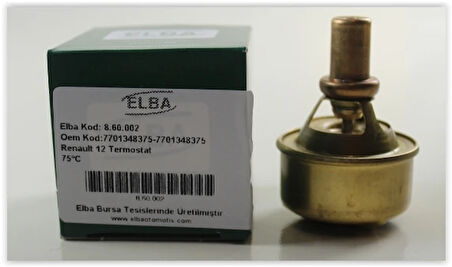 ELBA
Elba Kod: 8.60.002
Oem Kod:7701348375-7701348375
Renault 12 Termostat
75°C
8.60.002
Elba Bursa Tesislerinde Üretilmiştir
www.elbaotomotiv.com